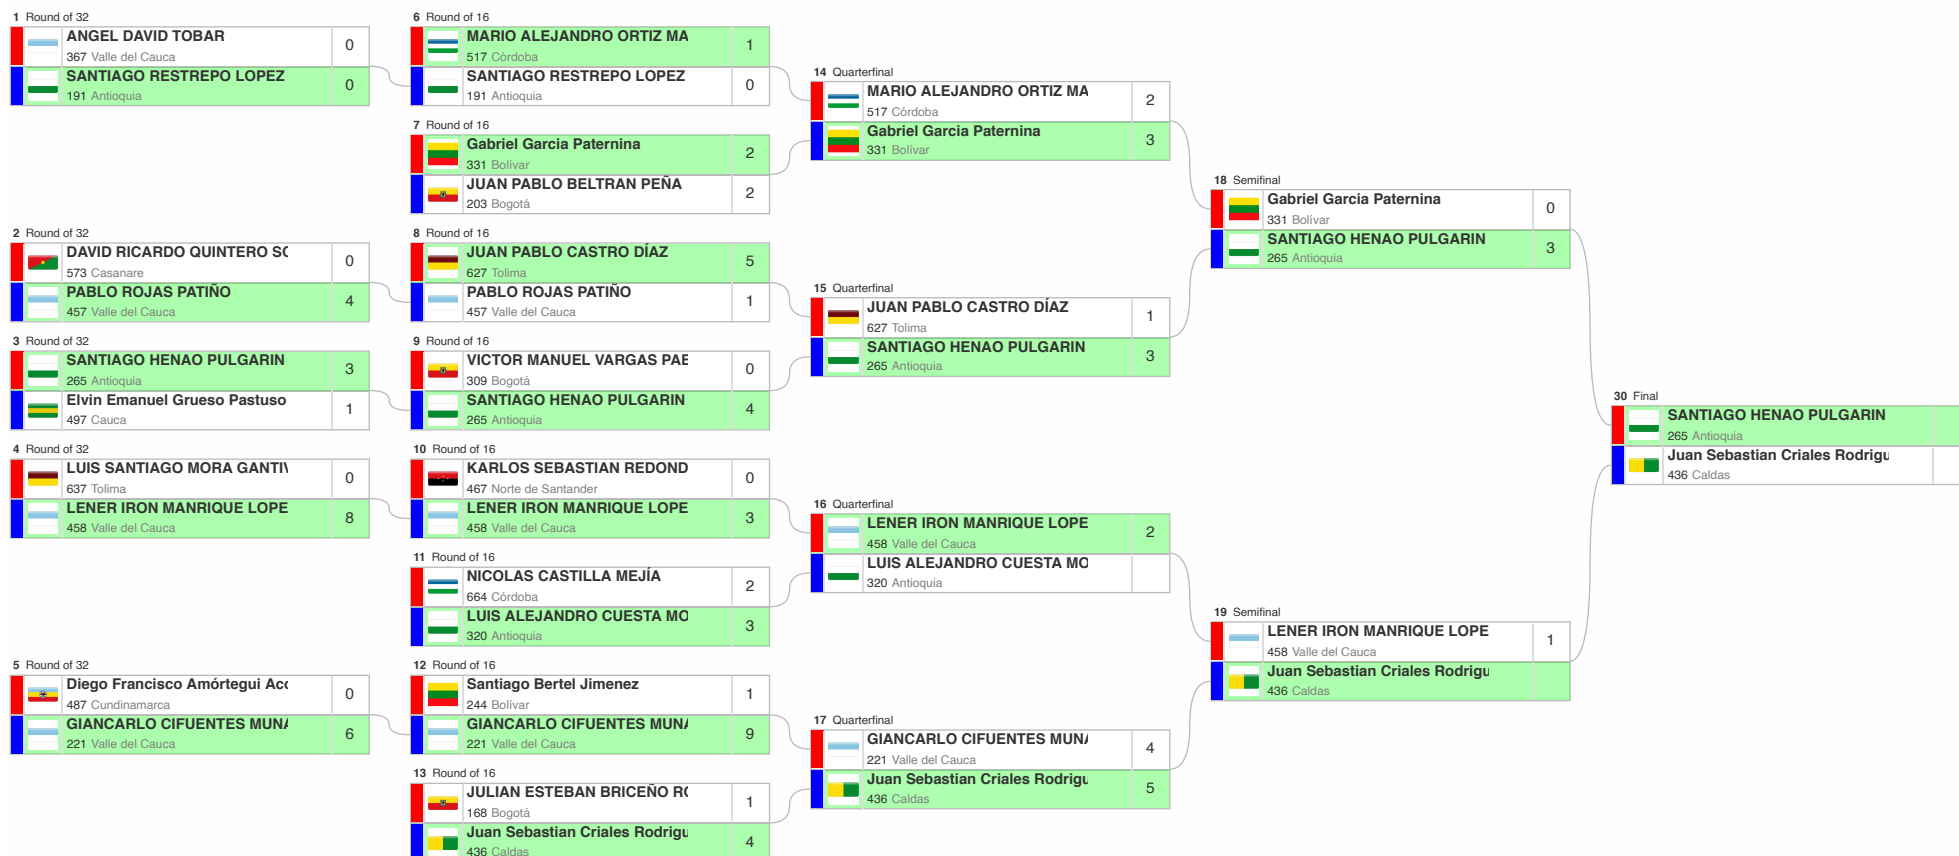 1 Round of 32
ANGEL DAVID TOBAR 0
367 Valle del Cauca
SANTIAGO RESTREPO LOPEZ 0
191 Antioquia
2 Round of 32
DAVID RICARDO QUINTERO SC 0
573 Casanare
PABLO ROJAS PATIÑO 4
457 Valle del Cauca
3 Round of 32
SANTIAGO HENAO PULGARIN 3
265 Antioquia
Elvin Emanuel Grueso Pastuso 1
497 Cauca
4 Round of 32
LUIS SANTIAGO MORA GANTIV 0
637 Tolima
LENER IRON MANRIQUE LOPE 8
458 Valle del Cauca
5 Round of 32
Diego Francisco Amórtegui Acc 0
487 Cundinamarca
GIANCARLO CIFUENTES MUNA 6
221 Valle del Cauca
6 Round of 16
MARIO ALEJANDRO ORTIZ MA 1
517 Córdoba
SANTIAGO RESTREPO LOPEZ 0
191 Antioquia
7 Round of 16
Gabriel Garcia Paternina 2
331 Bolívar
JUAN PABLO BELTRAN PEÑA 2
203 Bogotá
8 Round of 16
JUAN PABLO CASTRO DÍAZ 5
627 Tolima
PABLO ROJAS PATIÑO 1
457 Valle del Cauca
9 Round of 16
VICTOR MANUEL VARGAS PAE 0
309 Bogotá
SANTIAGO HENAO PULGARIN 4
265 Antioquia
10 Round of 16
KARLOS SEBASTIAN REDOND 0
467 Norte de Santander
LENER IRON MANRIQUE LOPE 3
458 Valle del Cauca
11 Round of 16
NICOLAS CASTILLA MEJÍA 2
664 Córdoba
LUIS ALEJANDRO CUESTA MO 3
320 Antioquia
12 Round of 16
Santiago Bertel Jimenez 1
244 Bolívar
GIANCARLO CIFUENTES MUNA 9
221 Valle del Cauca
13 Round of 16
JULIAN ESTEBAN BRICEÑO RO 1
168 Bogotá
Juan Sebastian Criales Rodrigu 4
436 Caldas
14 Quarterfinal
MARIO ALEJANDRO ORTIZ MA 2
517 Córdoba
Gabriel Garcia Paternina 3
331 Bolívar
15 Quarterfinal
JUAN PABLO CASTRO DÍAZ 1
627 Tolima
SANTIAGO HENAO PULGARIN 3
265 Antioquia
16 Quarterfinal
LENER IRON MANRIQUE LOPE 2
458 Valle del Cauca
LUIS ALEJANDRO CUESTA MO
320 Antioquia
17 Quarterfinal
GIANCARLO CIFUENTES MUNA 4
221 Valle del Cauca
Juan Sebastian Criales Rodrigu 5
436 Caldas
18 Semifinal
Gabriel Garcia Paternina 0
331 Bolívar
SANTIAGO HENAO PULGARIN 3
265 Antioquia
19 Semifinal
LENER IRON MANRIQUE LOPE 1
458 Valle del Cauca
Juan Sebastian Criales Rodrigu
436 Caldas
30 Final
SANTIAGO HENAO PULGARIN
265 Antioquia
Juan Sebastian Criales Rodrigu
436 Caldas